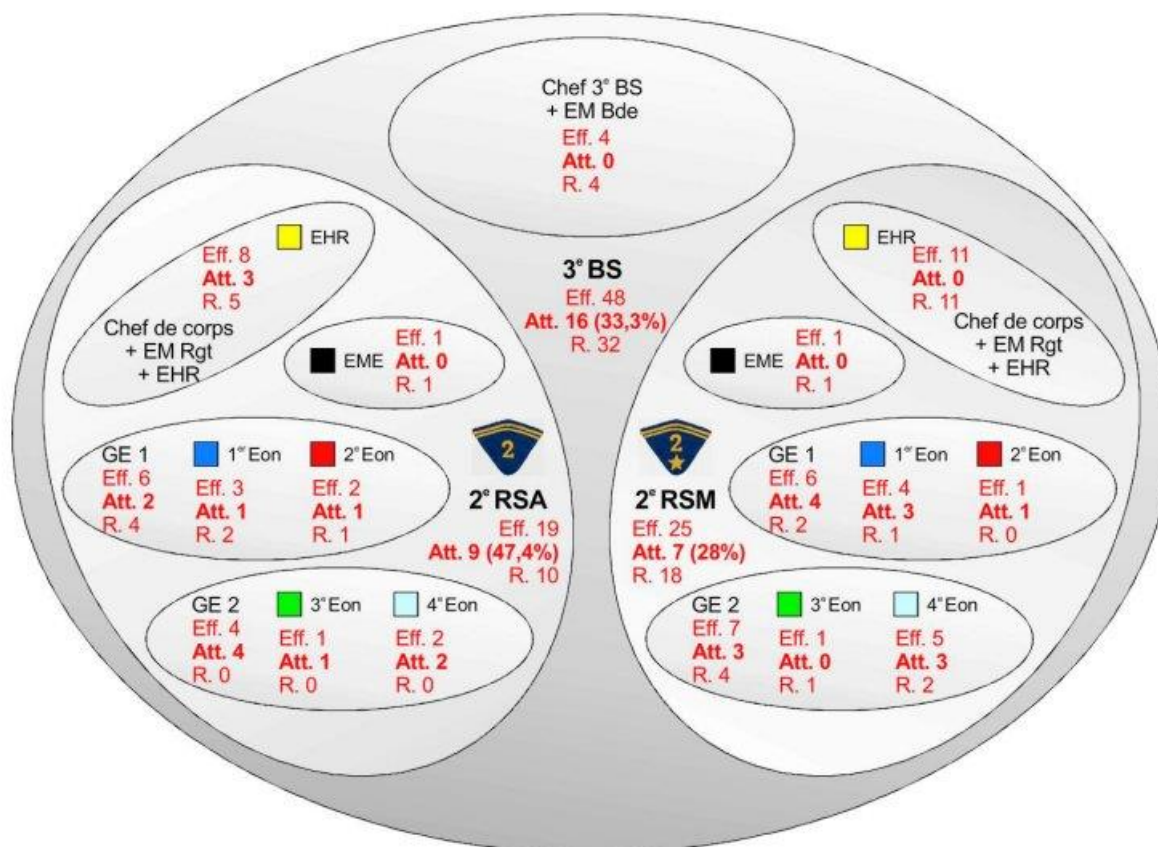 Chef 3ᵉ BS
+ EM Bde
Eff. 4
Att. 0
R. 4
EHR
Eff. 8
Att. 3
R. 5
Chef de corps
+ EM Rgt
+ EHR
EME
Eff. 1
Att. 0
R. 1
3ᵉ BS
Eff. 48
Att. 16 (33,3%)
R. 32
EHR
Eff. 11
Att. 0
R. 11
Chef de corps
+ EM Rgt
+ EHR
EME
Eff. 1
Att. 0
R. 1
GE 1
Eff. 6
Att. 2
R. 4
1ᵉʳ Eon
Eff. 3
Att. 1
R. 2
2ᵉ Eon
Eff. 2
Att. 1
R. 1
2
2ᵉ RSA
Eff. 19
Att. 9 (47,4%)
R. 10
2
2ᵉ RSM
Eff. 25
Att. 7 (28%)
R. 18
GE 1
Eff. 6
Att. 4
R. 2
1ᵉʳ Eon
Eff. 4
Att. 3
R. 1
2ᵉ Eon
Eff. 1
Att. 1
R. 0
GE 2
Eff. 4
Att. 4
R. 0
3ᵉ Eon
Eff. 1
Att. 1
R. 0
4ᵉ Eon
Eff. 2
Att. 2
R. 0
GE 2
Eff. 7
Att. 3
R. 4
3ᵉ Eon
Eff. 1
Att. 0
R. 1
4ᵉ Eon
Eff. 5
Att. 3
R. 2